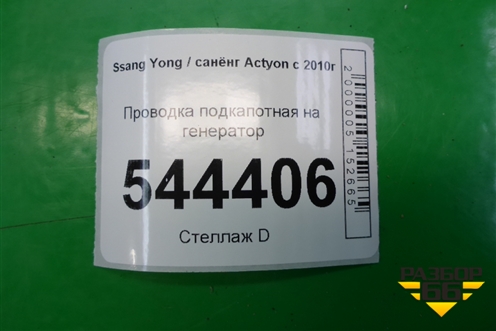 Ssang Yong / санёнг Actyon с 2010г
Проводка подкапотная на
генератор
544406
Стеллаж D
2000005152665
РАЗБОР
66